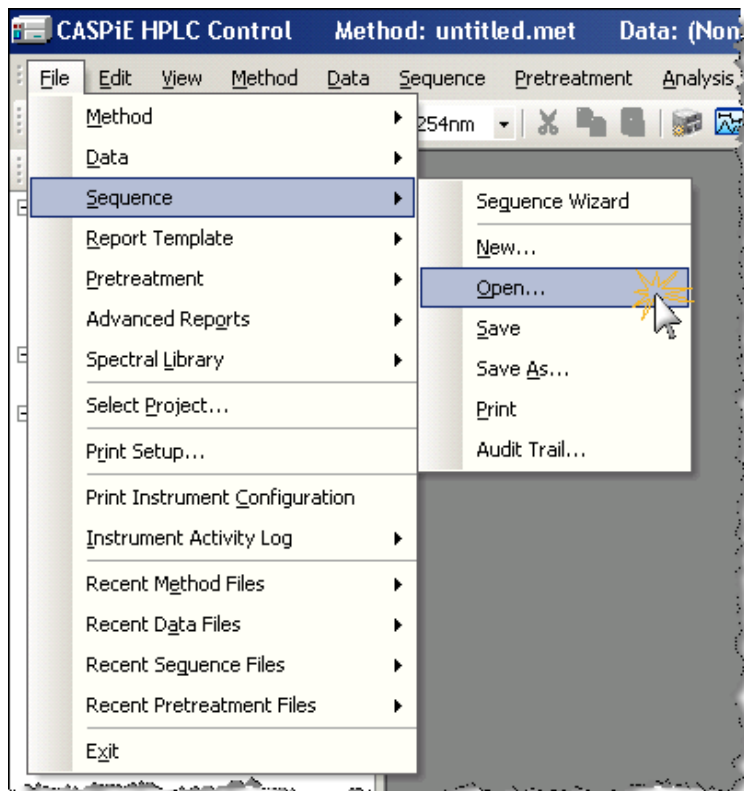 CASPiE HPLC Control Method: untitled.met Data: (Non
File Edit View Method Data Sequence Pretreatment Analysis
254nm
Method
Data
Sequence
Report Template
Pretreatment
Advanced Reports
Spectral Library
Select Project...
Print Setup...
Print Instrument Configuration
Instrument Activity Log
Recent Method Files
Recent Data Files
Recent Sequence Files
Recent Pretreatment Files
Exit
Sequence Wizard
New...
Open...
Save
Save As...
Print
Audit Trail...